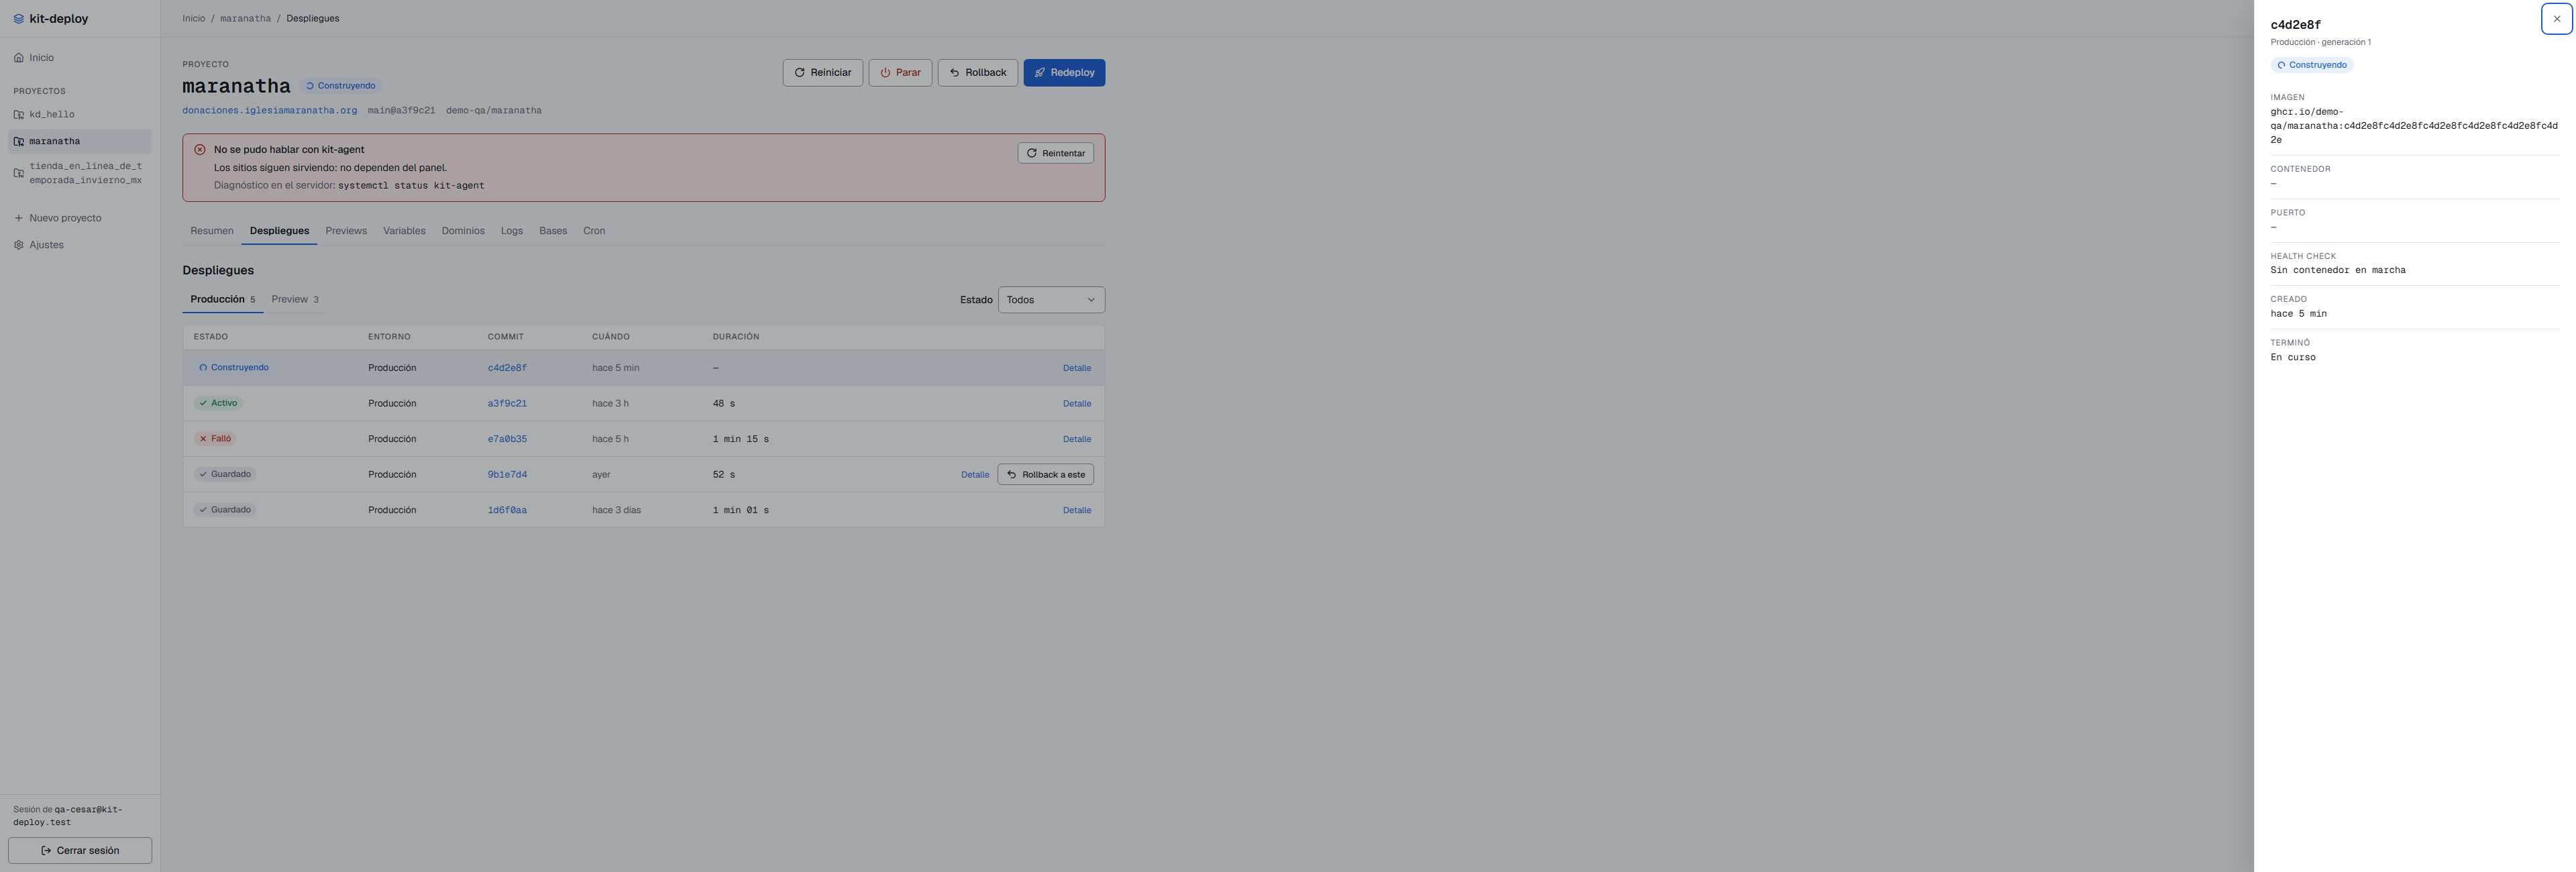 kit-deploy
Inicio
PROYECTOS
kd_hello
maranatha
tienda_en_linea_de_t
emporada_invierno_mx
Nuevo proyecto
Ajustes
Sesión de qa-cesar@kit-
deploy.test
Cerrar sesión
Inicio / maranatha / Despliegues
PROYECTO
maranatha Construyendo
donaciones.iglesiamaranatha.org main@a3f9c21 demo-qa/maranatha
Reiniciar Parar Rollback Redeploy
No se pudo hablar con kit-agent
Los sitios siguen sirviendo: no dependen del panel.
Diagnóstico en el servidor: systemctl status kit-agent
Reintentar
Resumen Despliegues Previews Variables Dominios Logs Bases Cron
Despliegues
Producción 5 Preview 3 Estado Todos
ESTADO ENTORNO COMMIT CUÁNDO DURACIÓN
Construyendo Producción c4d2e8f hace 5 min — Detalle
Activo Producción a3f9c21 hace 3 h 48 s Detalle
Falló Producción e7a0b35 hace 5 h 1 min 15 s Detalle
Guardado Producción 9b1e7d4 ayer 52 s Detalle Rollback a este
Guardado Producción 1d6f0aa hace 3 días 1 min 01 s Detalle
c4d2e8f
Producción · generación 1
Construyendo
IMAGEN
ghcr.io/demo-
qa/maranatha:c4d2e8fc4d2e8fc4d2e8fc4d2e8fc4d2e8fc4d
2e
CONTENEDOR
—
PUERTO
—
HEALTH CHECK
Sin contenedor en marcha
CREADO
hace 5 min
TERMINÓ
En curso